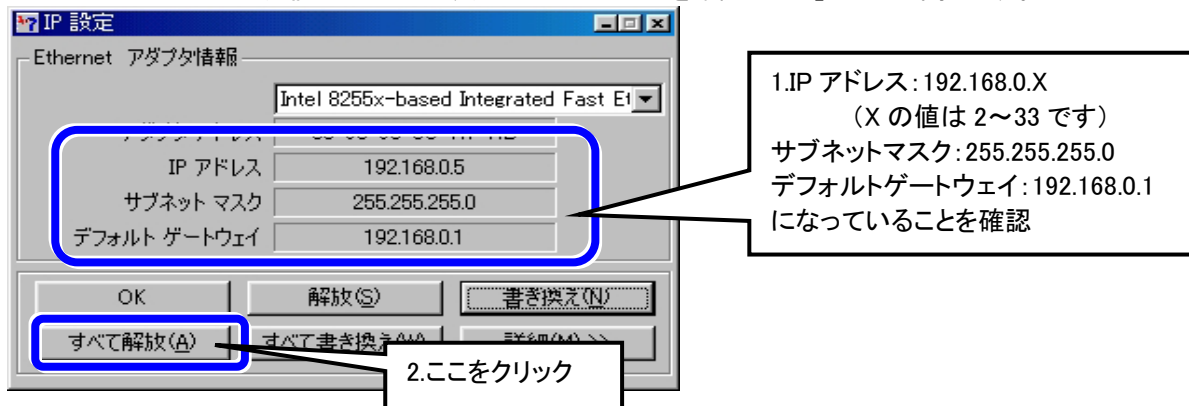 IP 設定
Ethernet アダプタ情報
Intel 8255x-based Integrated Fast Et
IP アドレス 192.168.0.5
サブネット マスク 255.255.255.0
デフォルト ゲートウェイ 192.168.0.1
OK 解放(S) 書き換え(N)
すべて解放(A) すべて書き換え(W) 詳細(M) >>
1.IP アドレス：192.168.0.X
（X の値は 2～33 です）
サブネットマスク：255.255.255.0
デフォルトゲートウェイ：192.168.0.1
になっていることを確認
2.ここをクリック